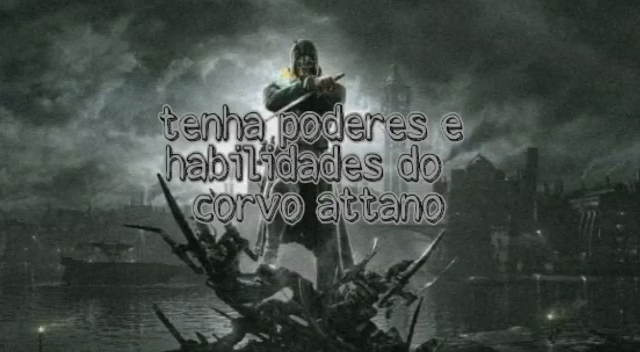 tenha poderes e
habilidades do
corvo attano